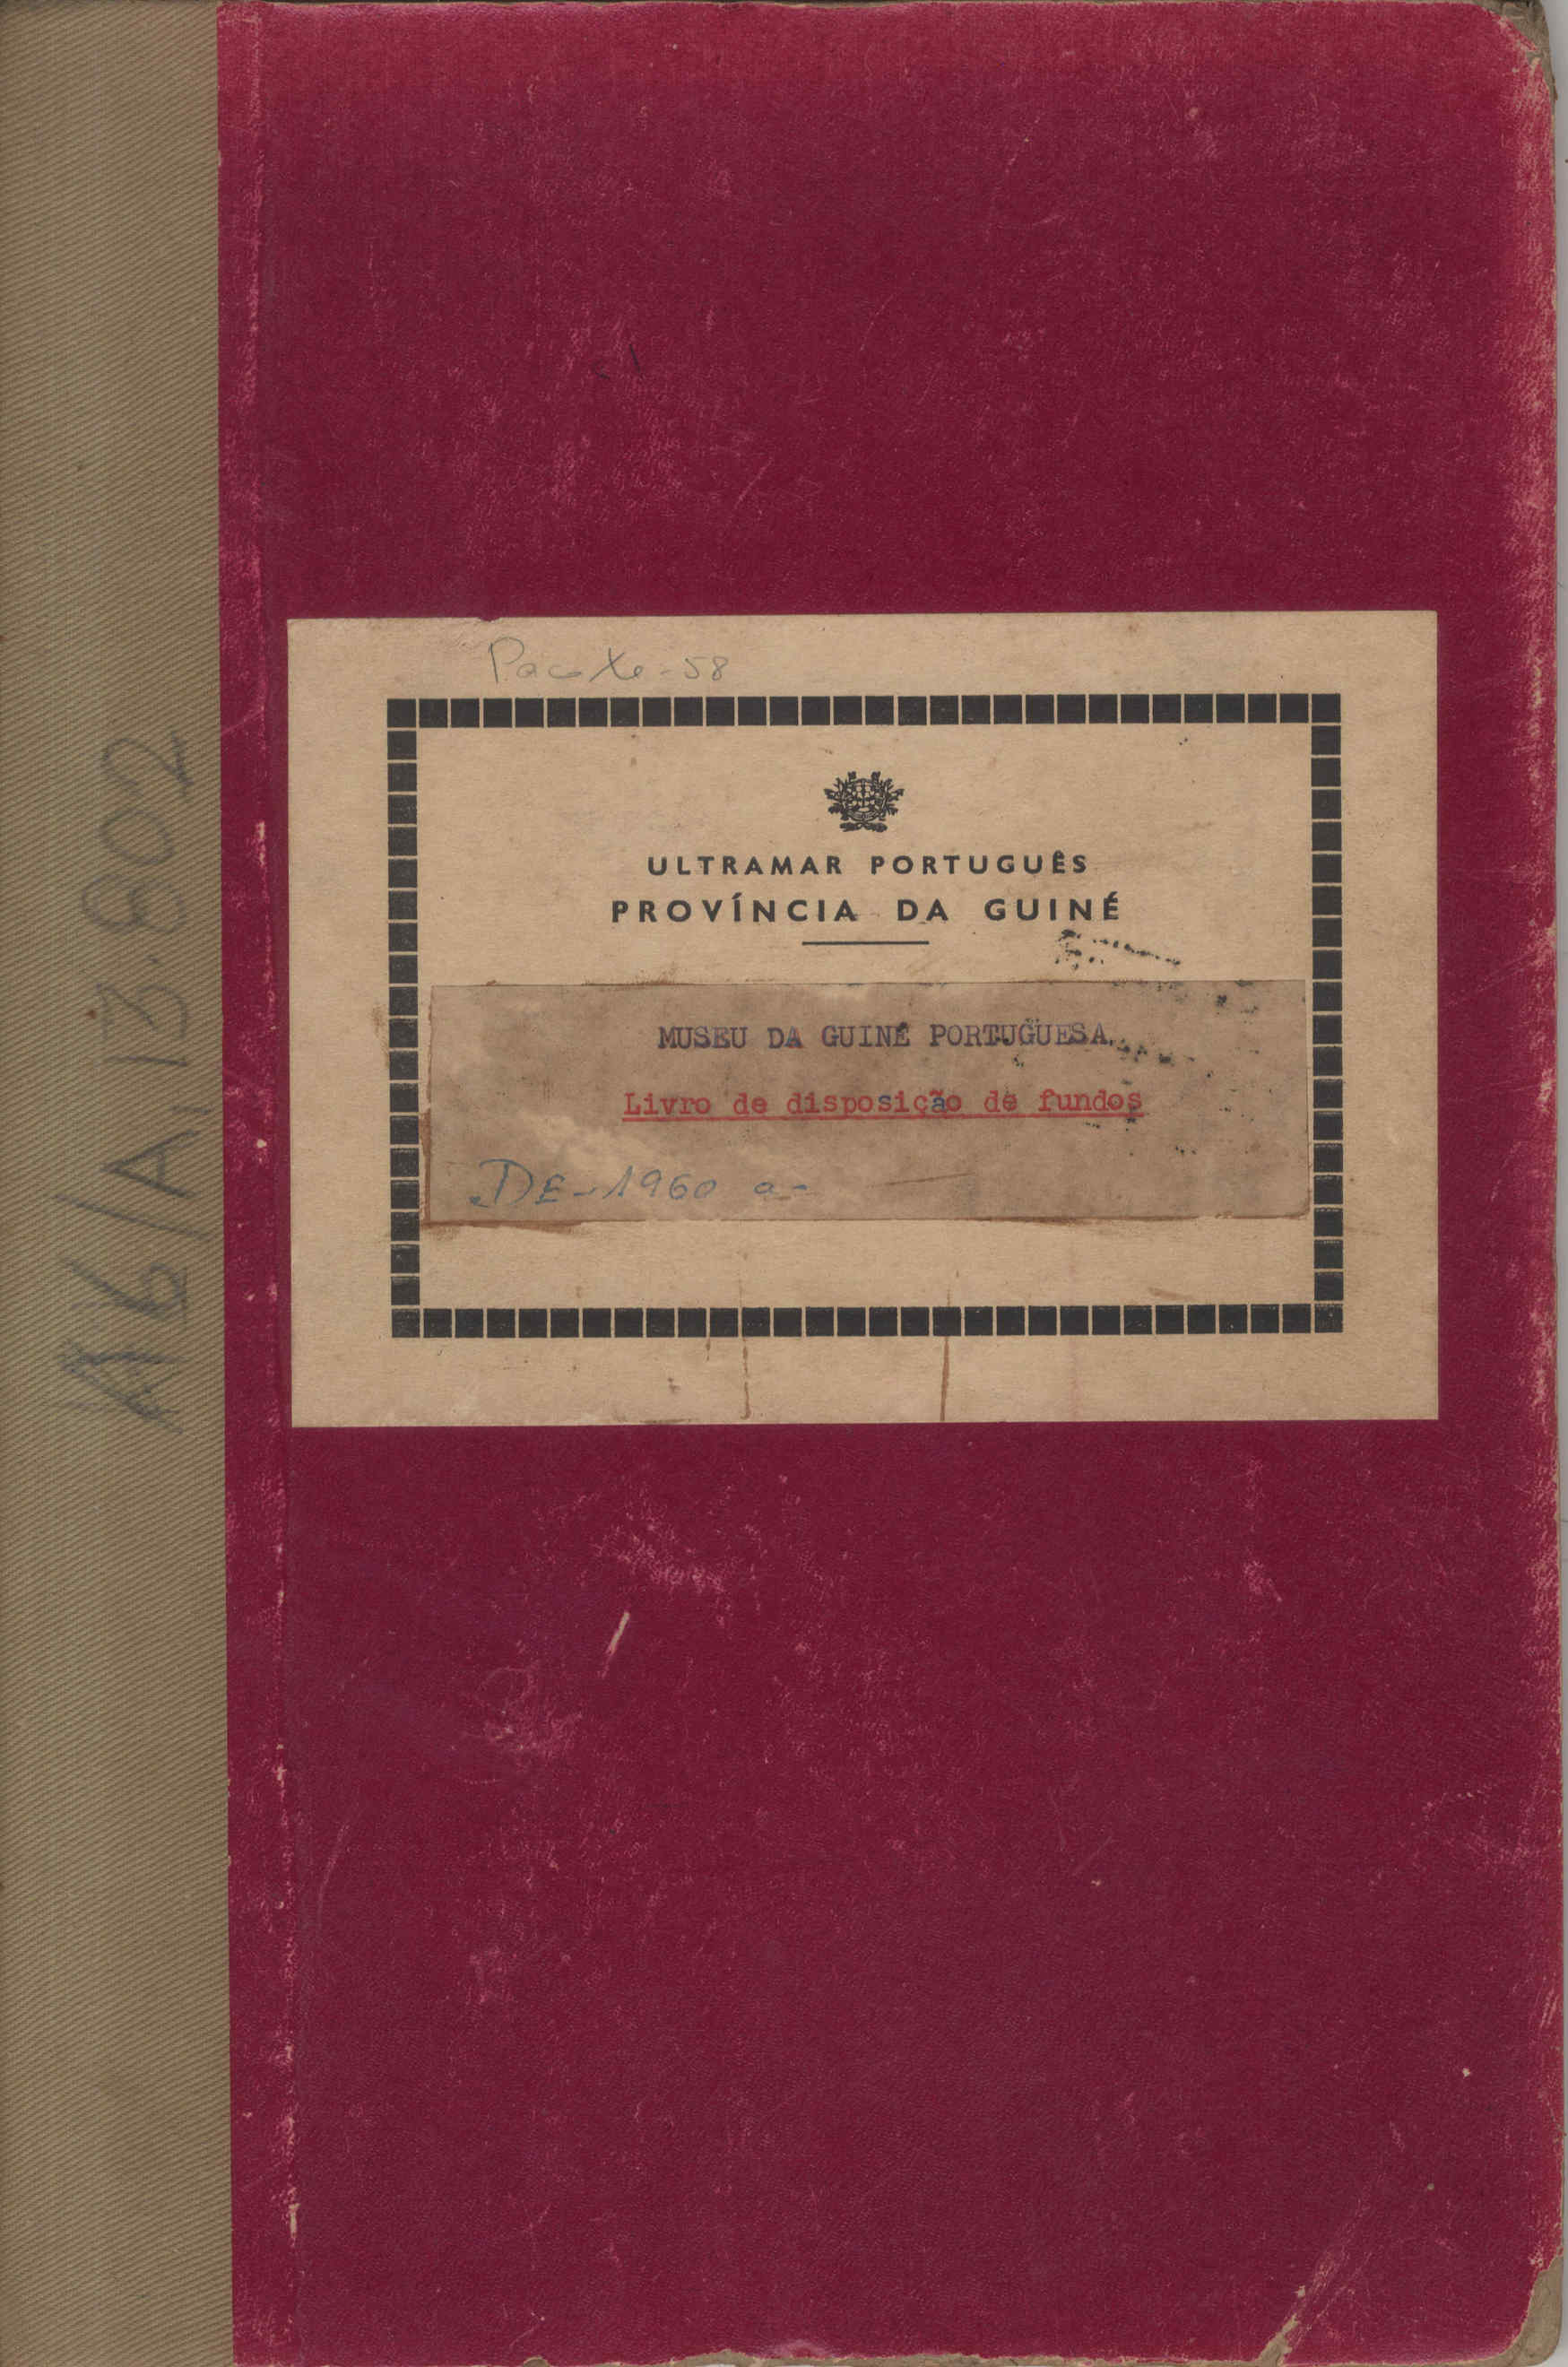 Pacote-58
ULTRAMAR PORTUGUÊS
PROVÍNCIA DA GUINÉ
MUSEU DA GUINÉ PORTUGUESA.
Livro de disposição de fundos
DE-1960 a-
A6/A.13.802